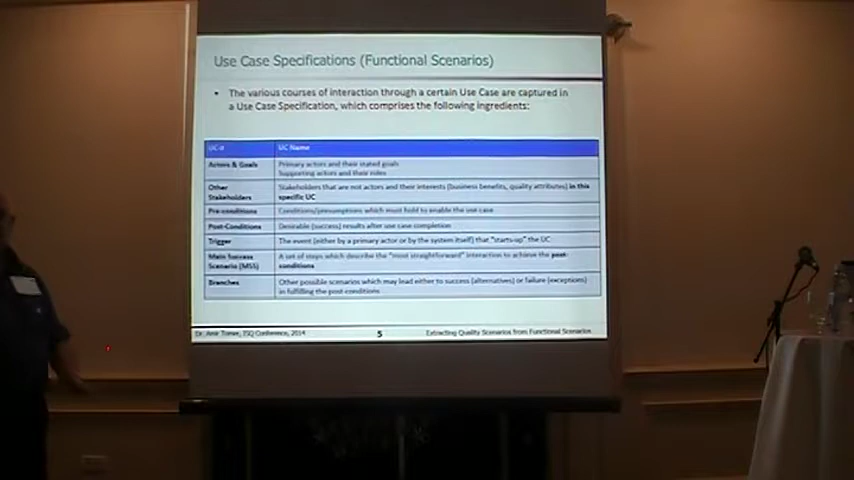 Use Case Specifications (Functional Scenarios)
• The various courses of interaction through a certain Use Case are captured in
a Use Case Specification, which comprises the following ingredients:
UC # UC Name
Actors & Goals Primary actors and their stated goals
Supporting actors and their roles
Other Stakeholders that are not actors and their interests (business benefits, quality attributes) in this
Stakeholders specific UC
Pre-conditions Conditions/presumptions which must hold to enable the use case
Post-Conditions Desirable (success) results after use case completion
Trigger The event (either by a primary actor or by the system itself) that "starts-up" the UC
Main Success A set of steps which describe the "most straightforward" interaction to achieve the post-
Scenario (MSS) conditions
Branches Other possible scenarios which may lead either to success (alternatives) or failure (exceptions)
in fulfilling the post-conditions
Dr. Amir Tomer, ISQ Conference, 2014 5 Extracting Quality Scenarios from Functional Scenarios